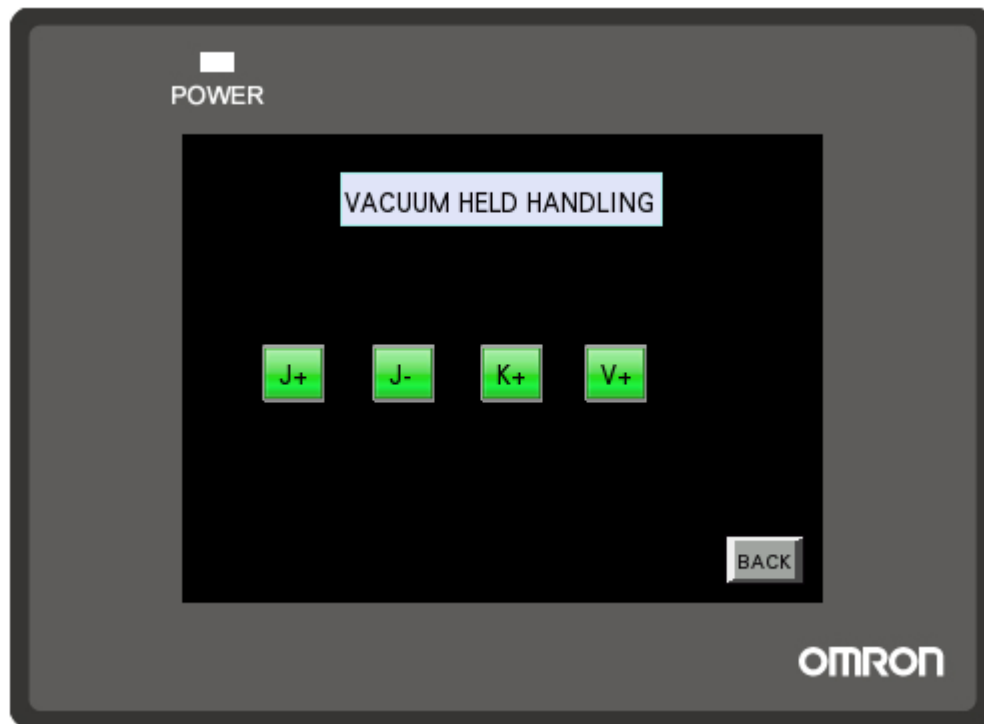 POWER
VACUUM HELD HANDLING
J+ J- K+ V+
BACK
OMRON